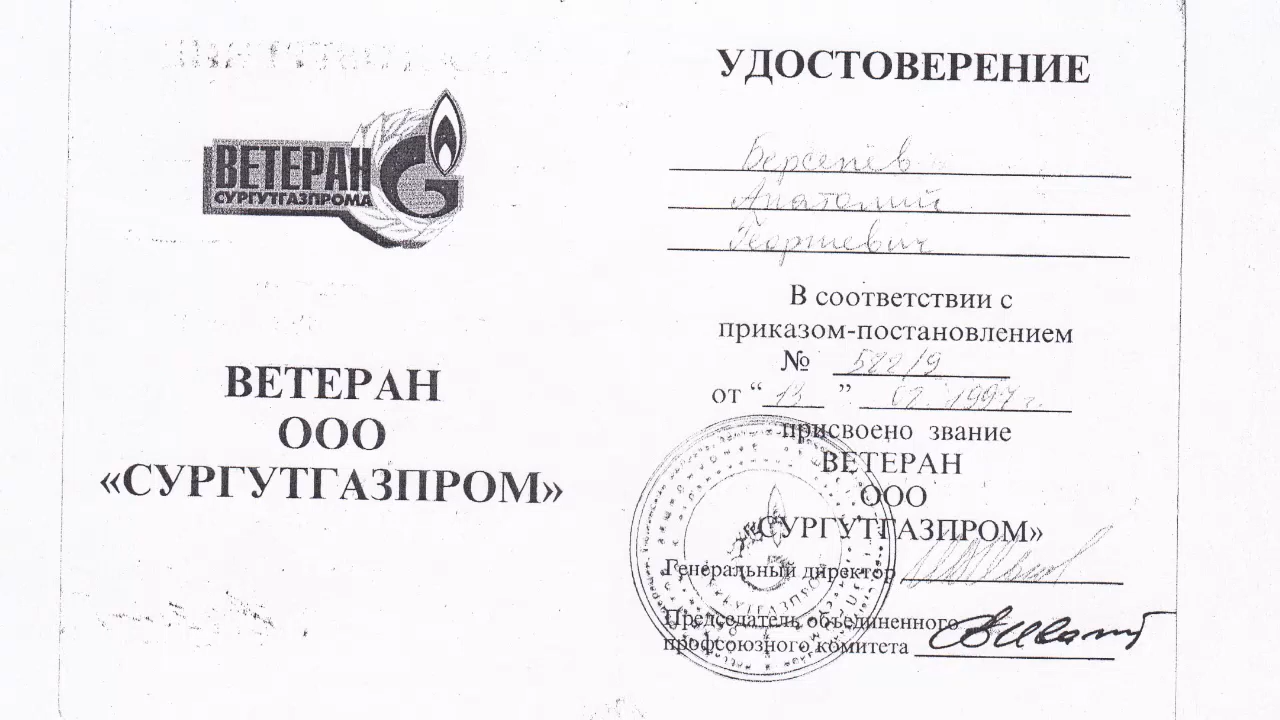 ВЕТЕРАН
СУРГУТГАЗПРОМА
ВЕТЕРАН
ООО
«СУРГУТГАЗПРОМ»
УДОСТОВЕРЕНИЕ
Берсенёв
Анатолий
Георгиевич
В соответствии с
приказом-постановлением
№ 582/9
от “ 13 ” 07. 1997 г.
присвоено звание
ВЕТЕРАН
ООО
«СУРГУТГАЗПРОМ»
Генеральный директор
Председатель объединенного
профсоюзного комитета